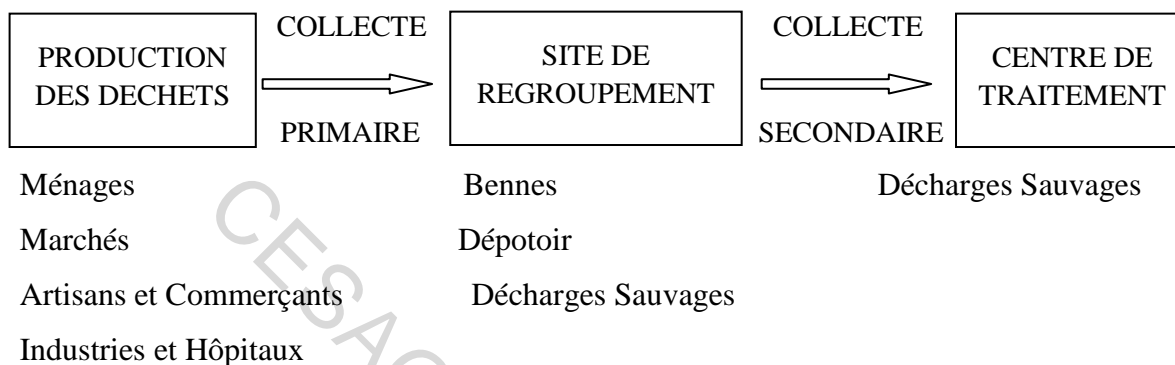 COLLECTE COLLECTE
PRODUCTION DES DECHETS
SITE DE REGROUPEMENT
CENTRE DE TRAITEMENT
PRIMAIRE SECONDAIRE
Ménages Bennes Décharges Sauvages
Marchés Dépotoir
Artisans et Commerçants Décharges Sauvages
Industries et Hôpitaux
CESAG